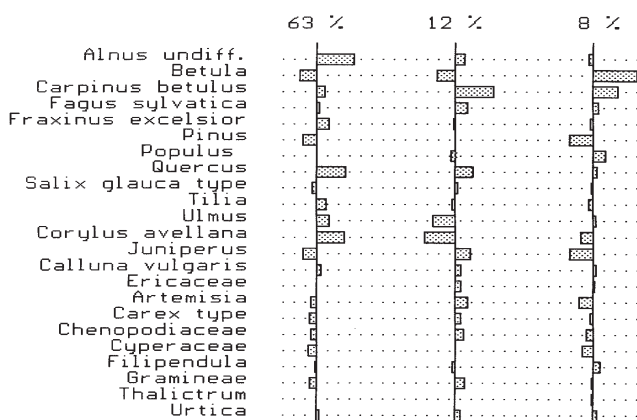 63 % 12 % 8 %
Alnus undiff.
Betula
Carpinus betulus
Fagus sylvatica
Fraxinus excelsior
Pinus
Populus
Quercus
Salix glauca type
Tilia
Ulmus
Corylus avellana
Juniperus
Calluna vulgaris
Ericaceae
Artemisia
Carex type
Chenopodiaceae
Cyperaceae
Filipendula
Gramineae
Thalictrum
Urtica